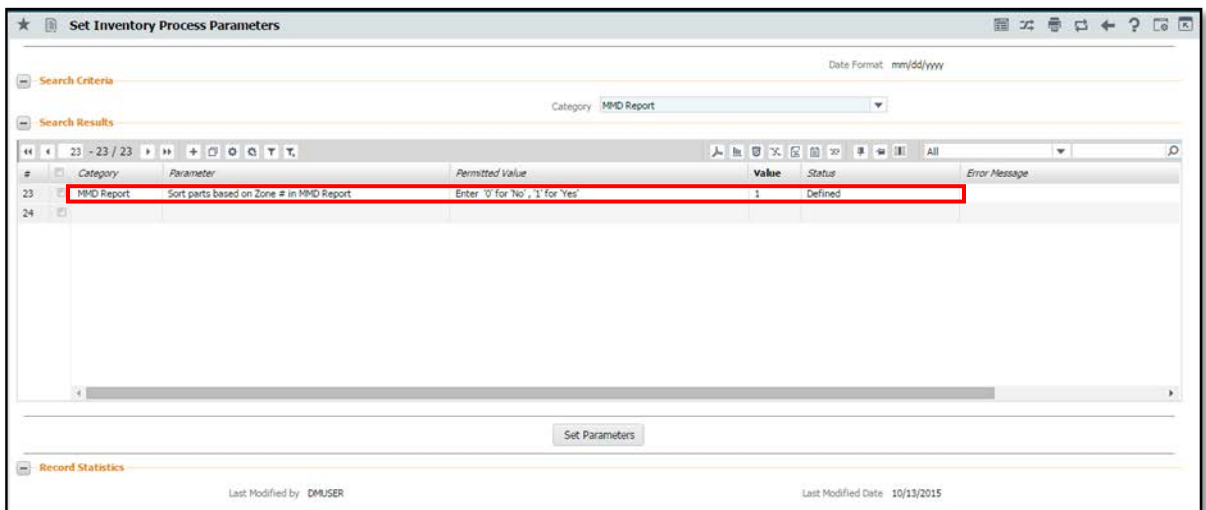 Set Inventory Process Parameters
Date Format mm/dd/yyyy
Search Criteria
Category MMD Report
Search Results
23 - 23 / 23 All
# Category Parameter Permitted Value Value Status Error Message
23 MMD Report Sort parts based on Zone # in MMD Report Enter '0' for 'No' , '1' for 'Yes' 1 Defined
24
Set Parameters
Record Statistics
Last Modified by DMUSER Last Modified Date 10/13/2015